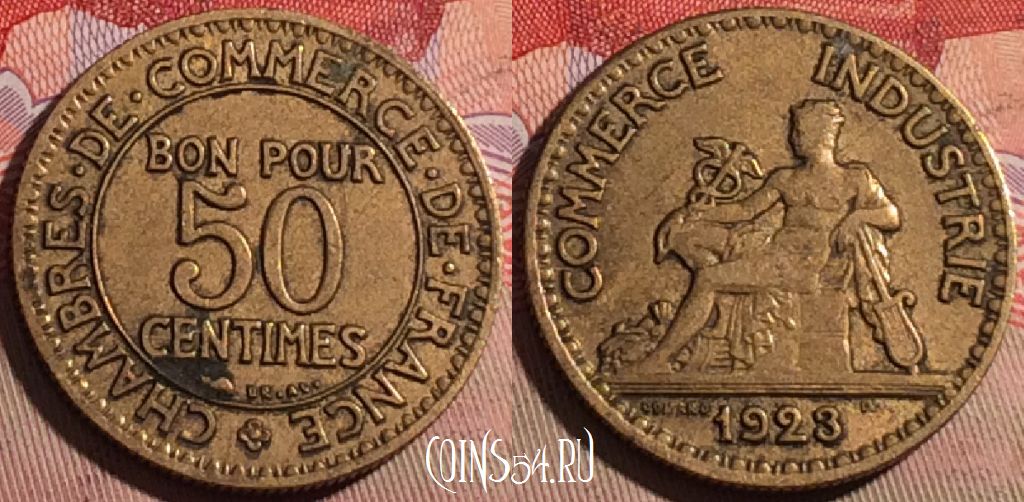 CHAMBRES · DE · COMMERCE · DE · FRANCE
BON POUR
50
CENTIMES
COMMERCE INDUSTRIE
1923
COINS54.RU